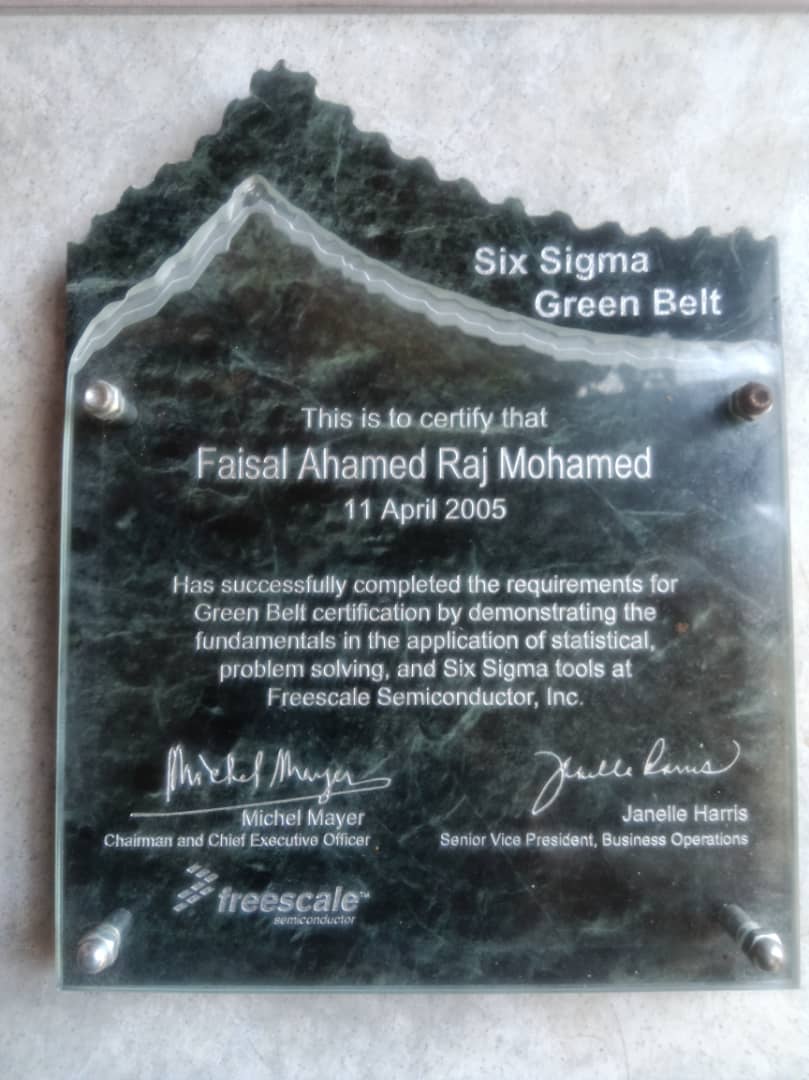 Six Sigma
Green Belt
This is to certify that
Faisal Ahamed Raj Mohamed
11 April 2005
Has successfully completed the requirements for
Green Belt certification by demonstrating the
fundamentals in the application of statistical,
problem solving, and Six Sigma tools at
Freescale Semiconductor, Inc.
Michel Mayer
Janelle Harris
Michel Mayer
Janelle Harris
Chairman and Chief Executive Officer
Senior Vice President, Business Operations
freescale™
semiconductor